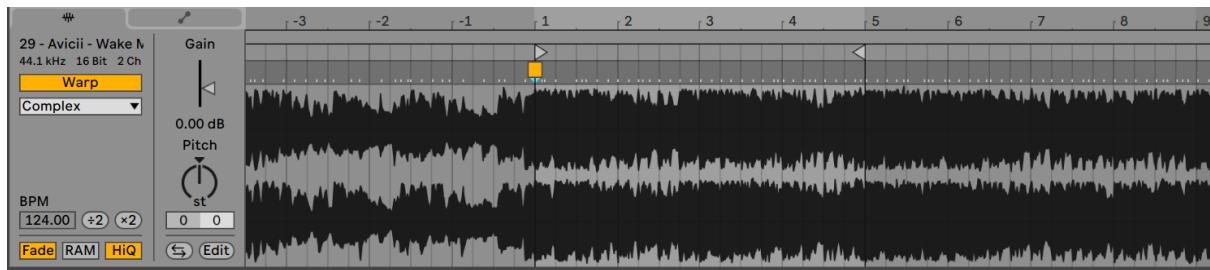 -3 -2 -1 1 2 3 4 5 6 7 8 9
29 - Avicii - Wake M
44.1 kHz 16 Bit 2 Ch
Warp
Complex
Gain
0.00 dB
Pitch
st
0 0
BPM
124.00 ÷2 ×2
Fade RAM HiQ
Edit